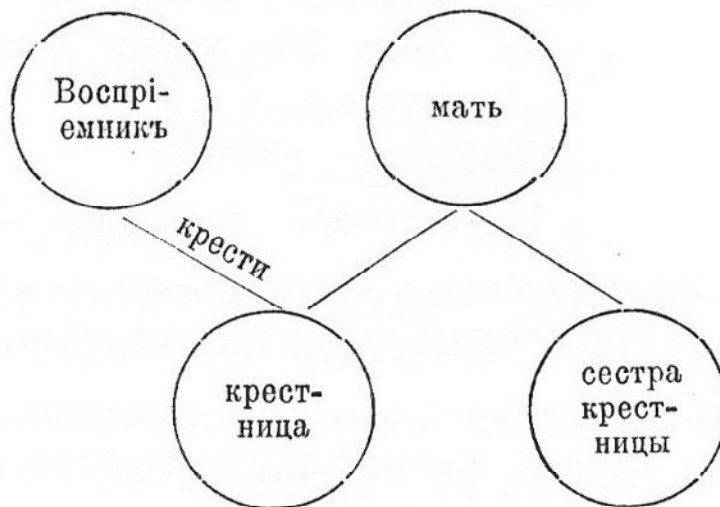 Воспрі-
емникъ
мать
крести
крест-
ница
сестра
крест-
ницы